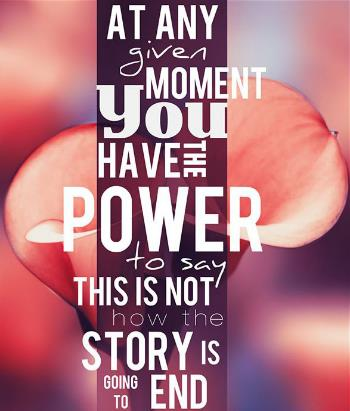 AT ANY
given
MOMENT
You
HAVE THE
POWER
to say
THIS IS NOT
how the
STORY IS
GOING TO END